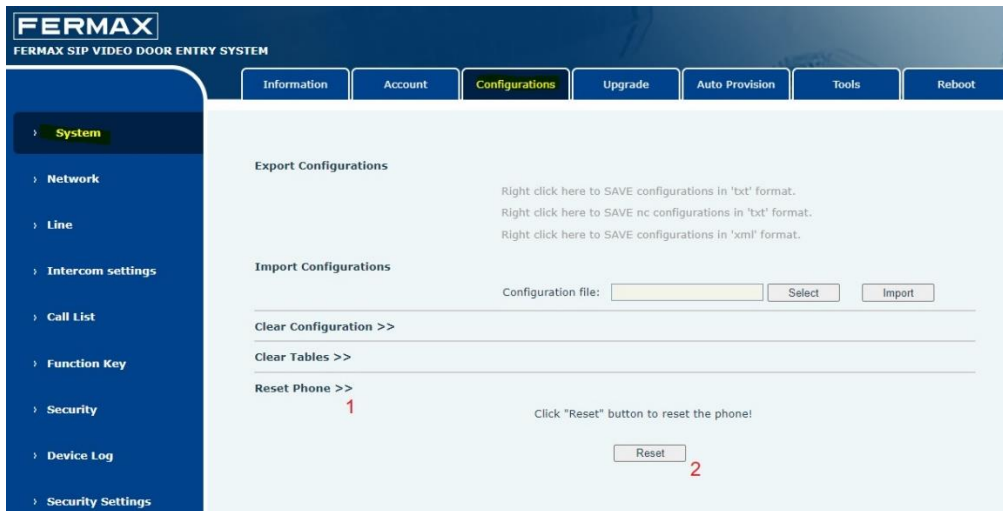 FERMAX
FERMAX SIP VIDEO DOOR ENTRY SYSTEM
Information Account Configurations Upgrade Auto Provision Tools Reboot
› System
› Network
› Line
› Intercom settings
› Call List
› Function Key
› Security
› Device Log
› Security Settings
Export Configurations
Right click here to SAVE configurations in 'txt' format.
Right click here to SAVE nc configurations in 'txt' format.
Right click here to SAVE configurations in 'xml' format.
Import Configurations
Configuration file: Select Import
Clear Configuration >>
Clear Tables >>
Reset Phone >>
1
Click "Reset" button to reset the phone!
Reset
2